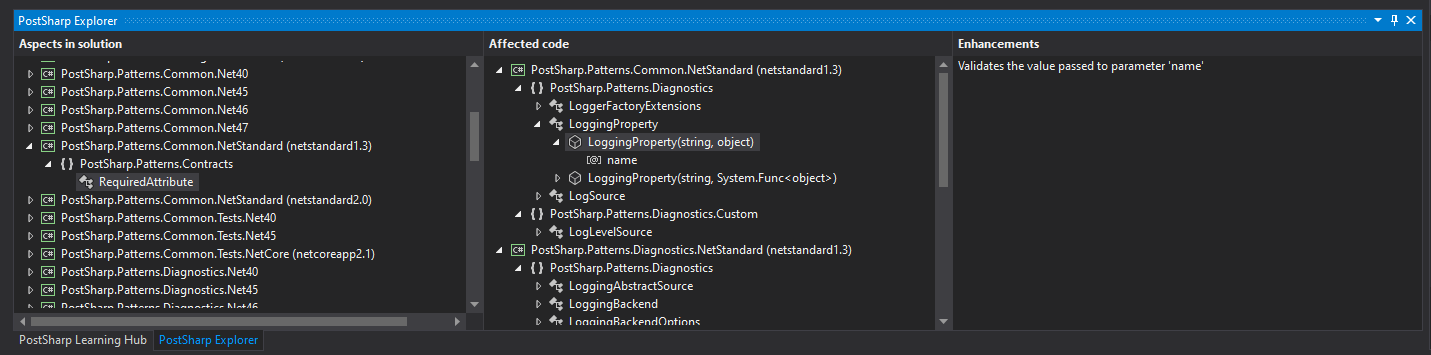 PostSharp Explorer
Aspects in solution
PostSharp.Patterns.Common.Net40
PostSharp.Patterns.Common.Net45
PostSharp.Patterns.Common.Net46
PostSharp.Patterns.Common.Net47
C# PostSharp.Patterns.Common.NetStandard (netstandard1.3)
{ } PostSharp.Patterns.Contracts
RequiredAttribute
C# PostSharp.Patterns.Common.NetStandard (netstandard2.0)
C# PostSharp.Patterns.Common.Tests.Net40
C# PostSharp.Patterns.Common.Tests.Net45
C# PostSharp.Patterns.Common.Tests.NetCore (netcoreapp2.1)
C# PostSharp.Patterns.Diagnostics.Net40
C# PostSharp.Patterns.Diagnostics.Net45
C# PostSharp.Patterns.Diagnostics.Net46
Affected code
C# PostSharp.Patterns.Common.NetStandard (netstandard1.3)
{ } PostSharp.Patterns.Diagnostics
LoggerFactoryExtensions
LoggingProperty
LoggingProperty(string, object)
[@] name
LoggingProperty(string, System.Func<object>)
LogSource
{ } PostSharp.Patterns.Diagnostics.Custom
LogLevelSource
C# PostSharp.Patterns.Diagnostics.NetStandard (netstandard1.3)
{ } PostSharp.Patterns.Diagnostics
LoggingAbstractSource
LoggingBackend
LoggingBackendOptions
Enhancements
Validates the value passed to parameter 'name'
PostSharp Learning Hub
PostSharp Explorer